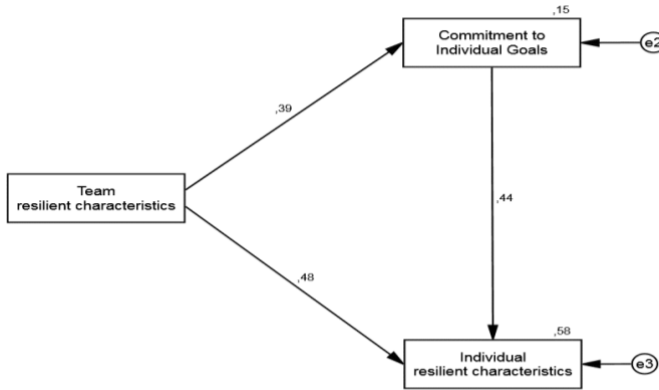 ,15
Commitment to
Individual Goals
e2
,39
Team
resilient characteristics
,44
,48
,58
Individual
resilient characteristics
e3